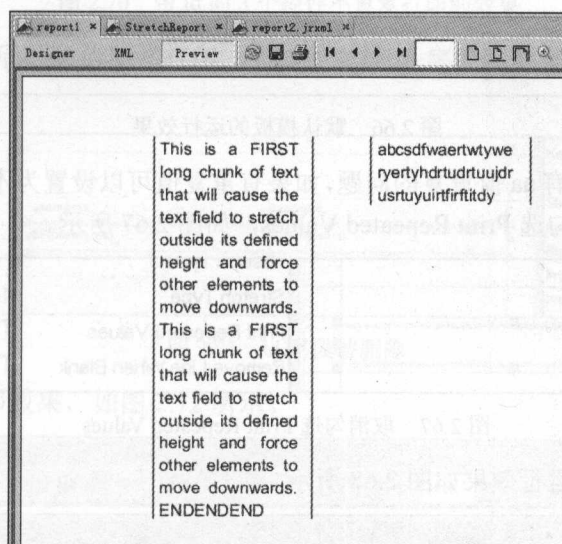 report1 × StretchReport × report2.jrxml ×
Designer XML Preview
This is a FIRST
long chunk of text
that will cause the
text field to stretch
outside its defined
height and force
other elements to
move downwards.
This is a FIRST
long chunk of text
that will cause the
text field to stretch
outside its defined
height and force
other elements to
move downwards.
ENDENDEND
abcsdfwaertwtywe
ryertyhdrtudrtuujdr
usrtuyuirtfirftitdy